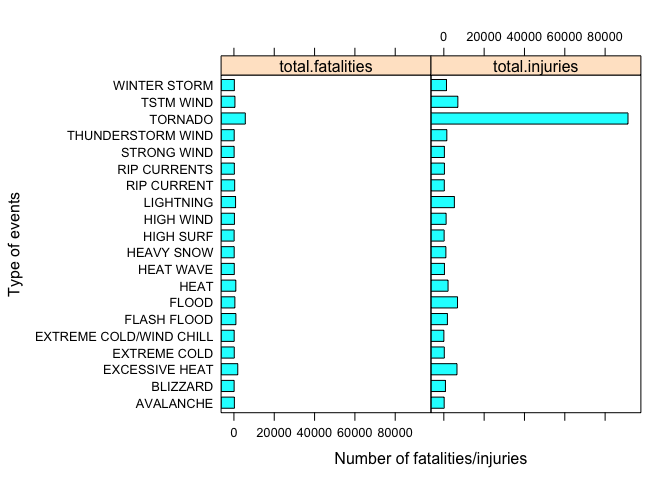 0 20000 40000 60000 80000
total.fatalities total.injuries
WINTER STORM
TSTM WIND
TORNADO
THUNDERSTORM WIND
STRONG WIND
RIP CURRENTS
RIP CURRENT
LIGHTNING
HIGH WIND
HIGH SURF
HEAVY SNOW
HEAT WAVE
HEAT
FLOOD
FLASH FLOOD
EXTREME COLD/WIND CHILL
EXTREME COLD
EXCESSIVE HEAT
BLIZZARD
AVALANCHE
Type of events
0 20000 40000 60000 80000
Number of fatalities/injuries